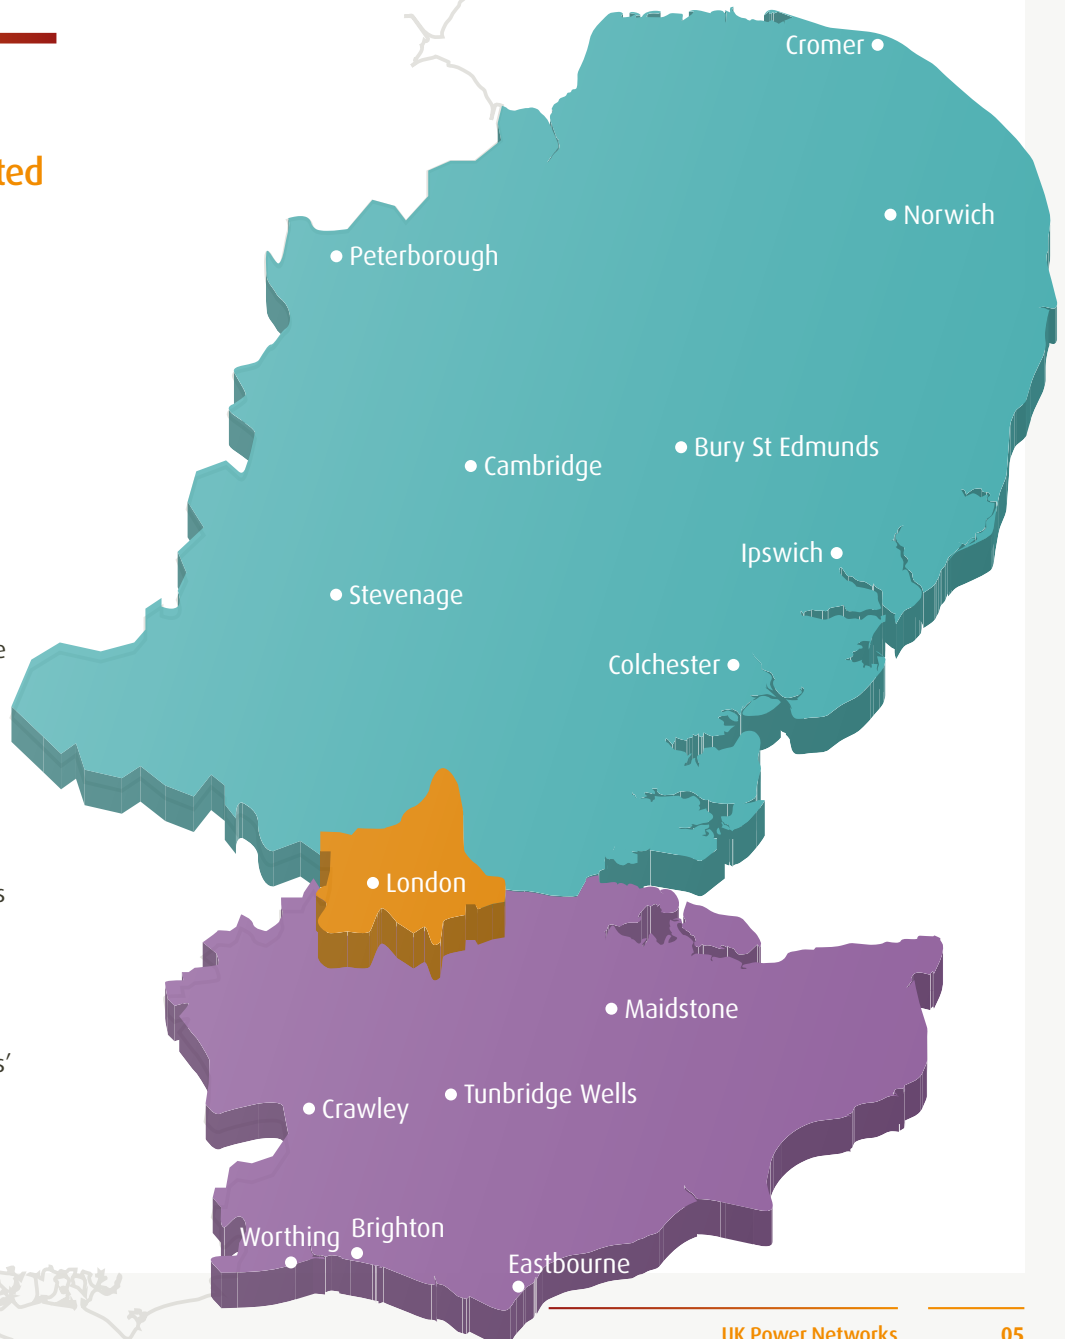 ted
Cromer
Norwich
Peterborough
Bury St Edmunds
Cambridge
Ipswich
Stevenage
e
Colchester
London
s
Maidstone
s’
Tunbridge Wells
Crawley
Brighton
Worthing
Eastbourne
UK Power Networks 05